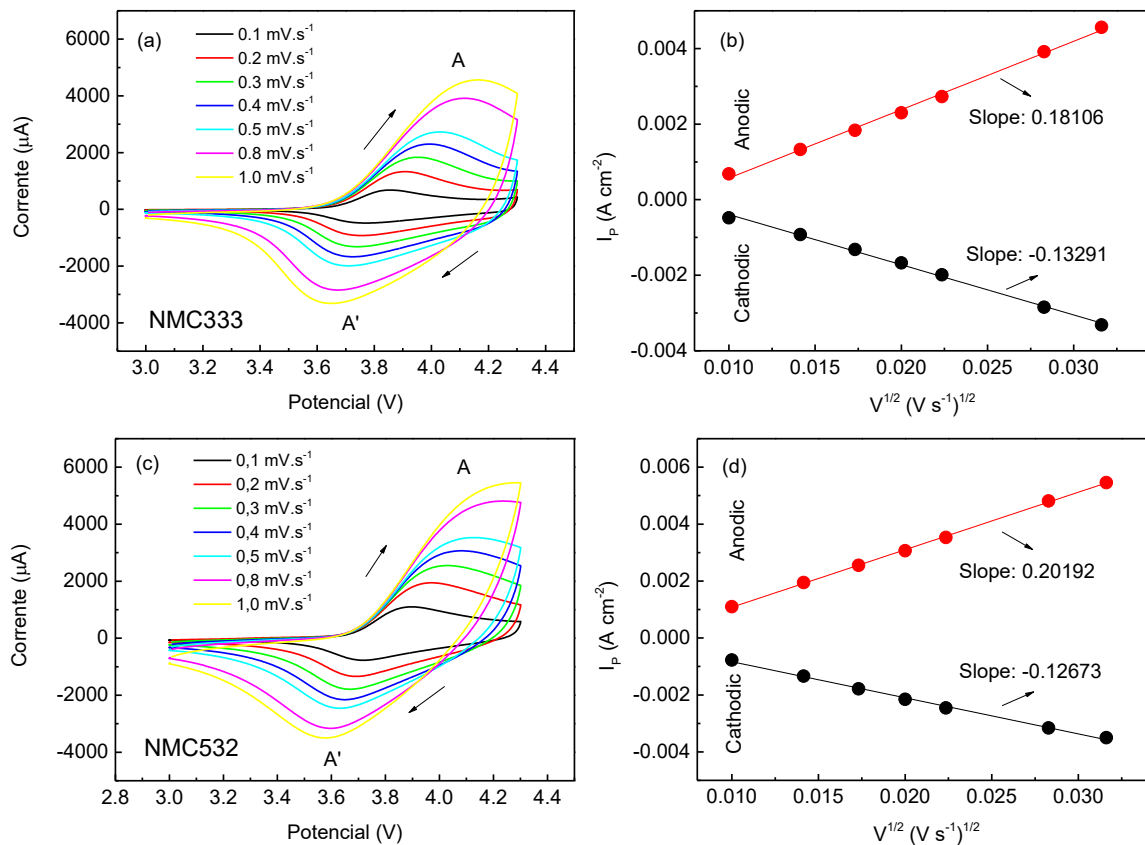 (a)
0.1 mV.s⁻¹
0.2 mV.s⁻¹
0.3 mV.s⁻¹
0.4 mV.s⁻¹
0.5 mV.s⁻¹
0.8 mV.s⁻¹
1.0 mV.s⁻¹
A
A'
NMC333
6000
4000
2000
0
-2000
-4000
Corrente (µA)
3.0 3.2 3.4 3.6 3.8 4.0 4.2 4.4
Potencial (V)
(b)
Anodic
Cathodic
Slope: 0.18106
Slope: -0.13291
0.004
0.002
0.000
-0.002
-0.004
I_P (A cm⁻²)
0.010 0.015 0.020 0.025 0.030
V^1/2 (V s⁻¹)^1/2
(c)
0,1 mV.s⁻¹
0,2 mV.s⁻¹
0,3 mV.s⁻¹
0,4 mV.s⁻¹
0,5 mV.s⁻¹
0,8 mV.s⁻¹
1,0 mV.s⁻¹
A
A'
NMC532
6000
4000
2000
0
-2000
-4000
Corrente (µA)
2.8 3.0 3.2 3.4 3.6 3.8 4.0 4.2 4.4
Potencial (V)
(d)
Anodic
Cathodic
Slope: 0.20192
Slope: -0.12673
0.006
0.004
0.002
0.000
-0.002
-0.004
I_P (A cm⁻²)
0.010 0.015 0.020 0.025 0.030
V^1/2 (V s⁻¹)^1/2